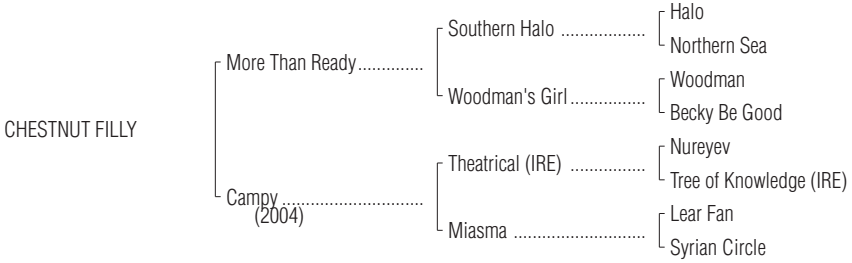 Halo
Southern Halo ....................
Northern Sea
More Than Ready..............
Woodman
Woodman's Girl ................
Becky Be Good
CHESTNUT FILLY
Nureyev
Theatrical (IRE) ................
Tree of Knowledge (IRE)
Campy ..............................
(2004)
Lear Fan
Miasma ............................
Syrian Circle